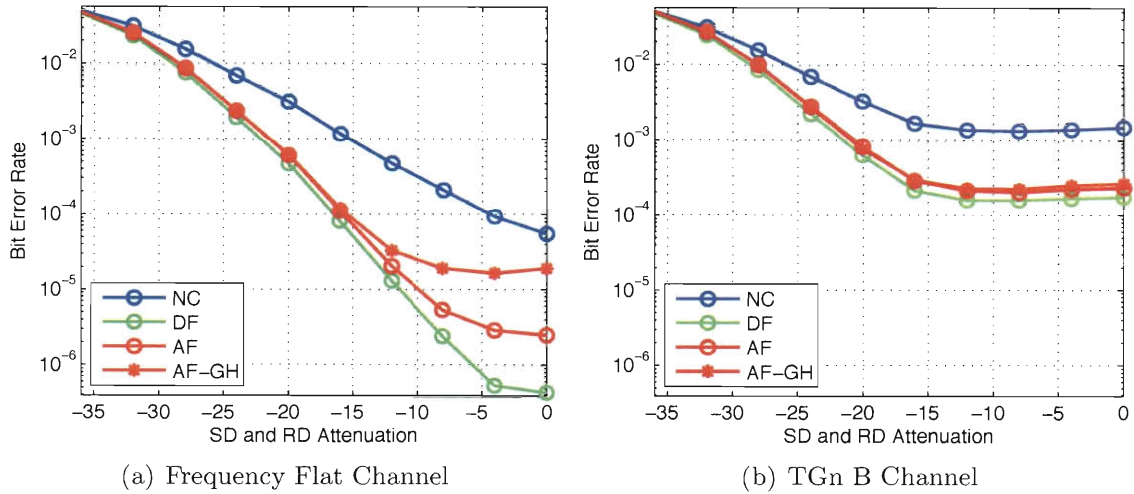 10⁻²
10⁻³
10⁻⁴
10⁻⁵
10⁻⁶
Bit Error Rate
NC
DF
AF
AF−GH
−35 −30 −25 −20 −15 −10 −5 0
SD and RD Attenuation
(a) Frequency Flat Channel
10⁻²
10⁻³
10⁻⁴
10⁻⁵
10⁻⁶
Bit Error Rate
NC
DF
AF
AF−GH
−35 −30 −25 −20 −15 −10 −5 0
SD and RD Attenuation
(b) TGn B Channel